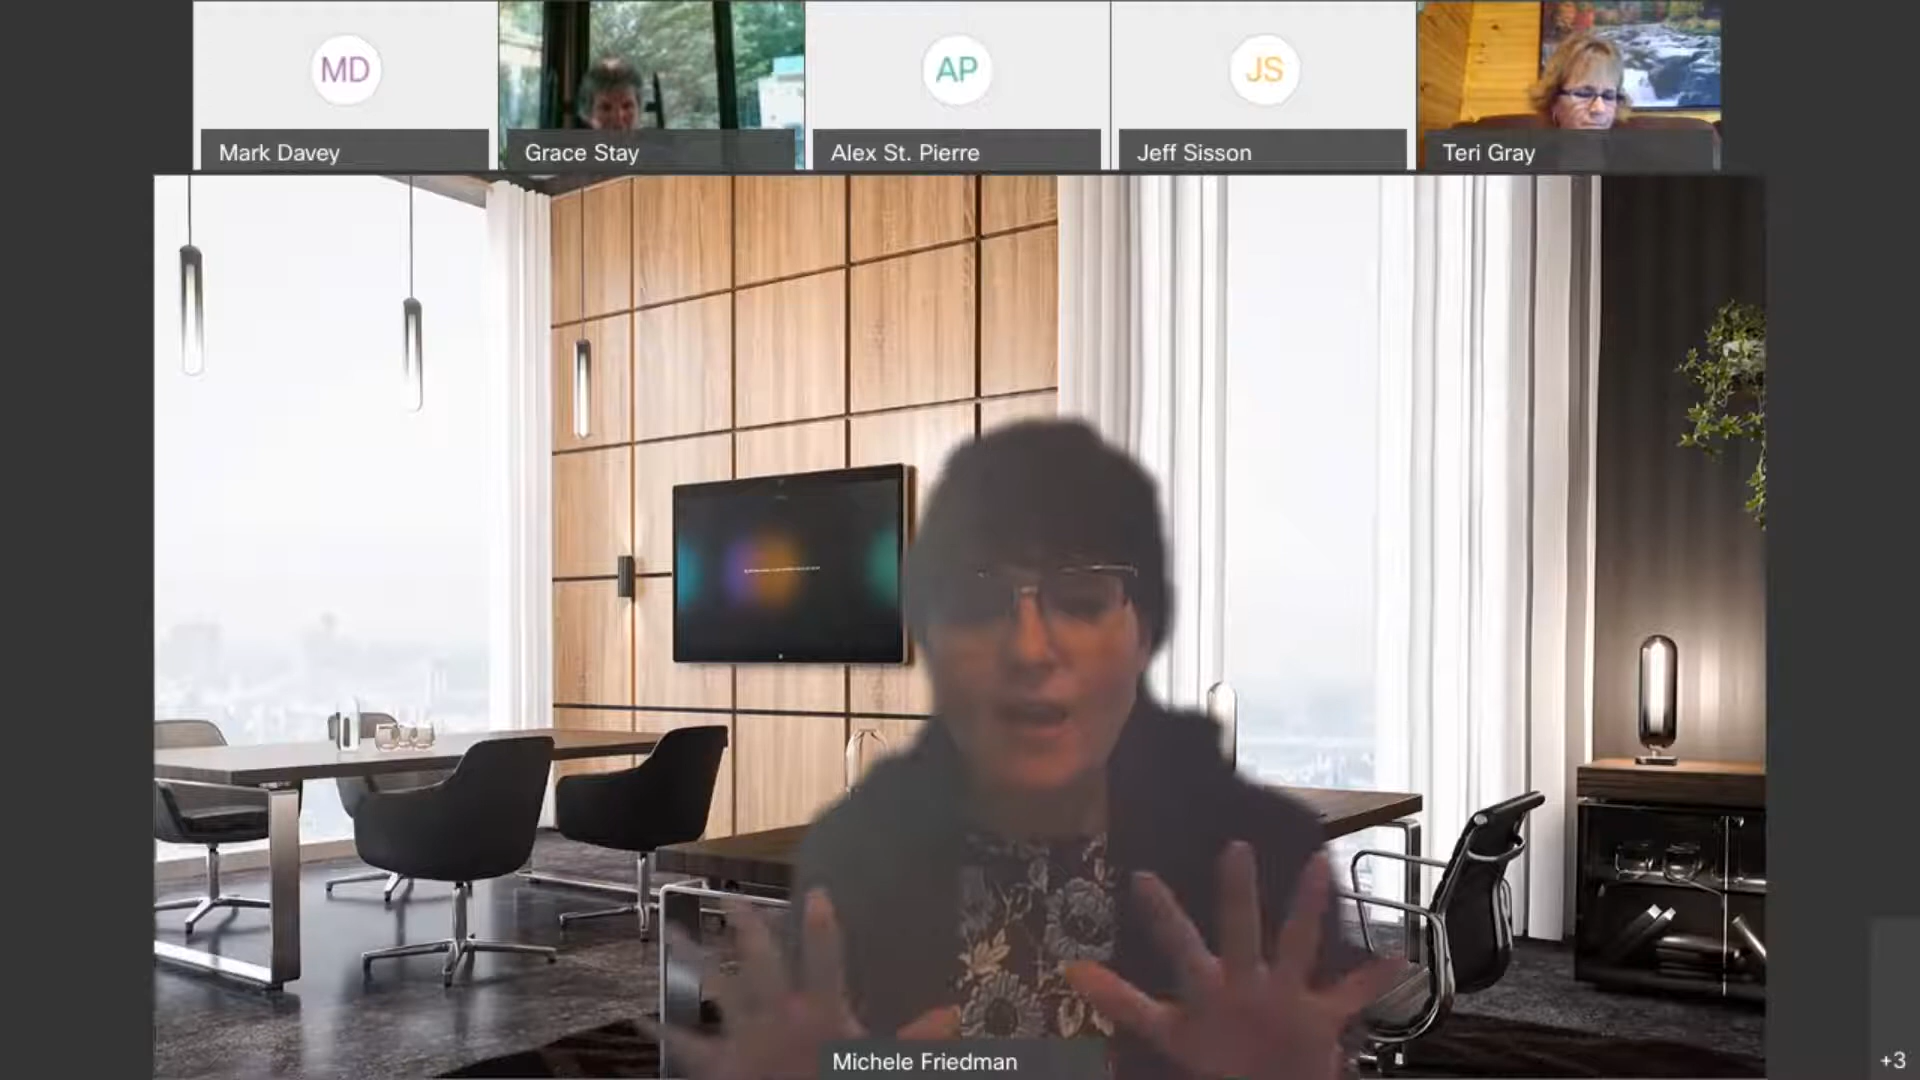 MD
Mark Davey
Grace Stay
AP
Alex St. Pierre
JS
Jeff Sisson
Teri Gray
Michele Friedman
+3